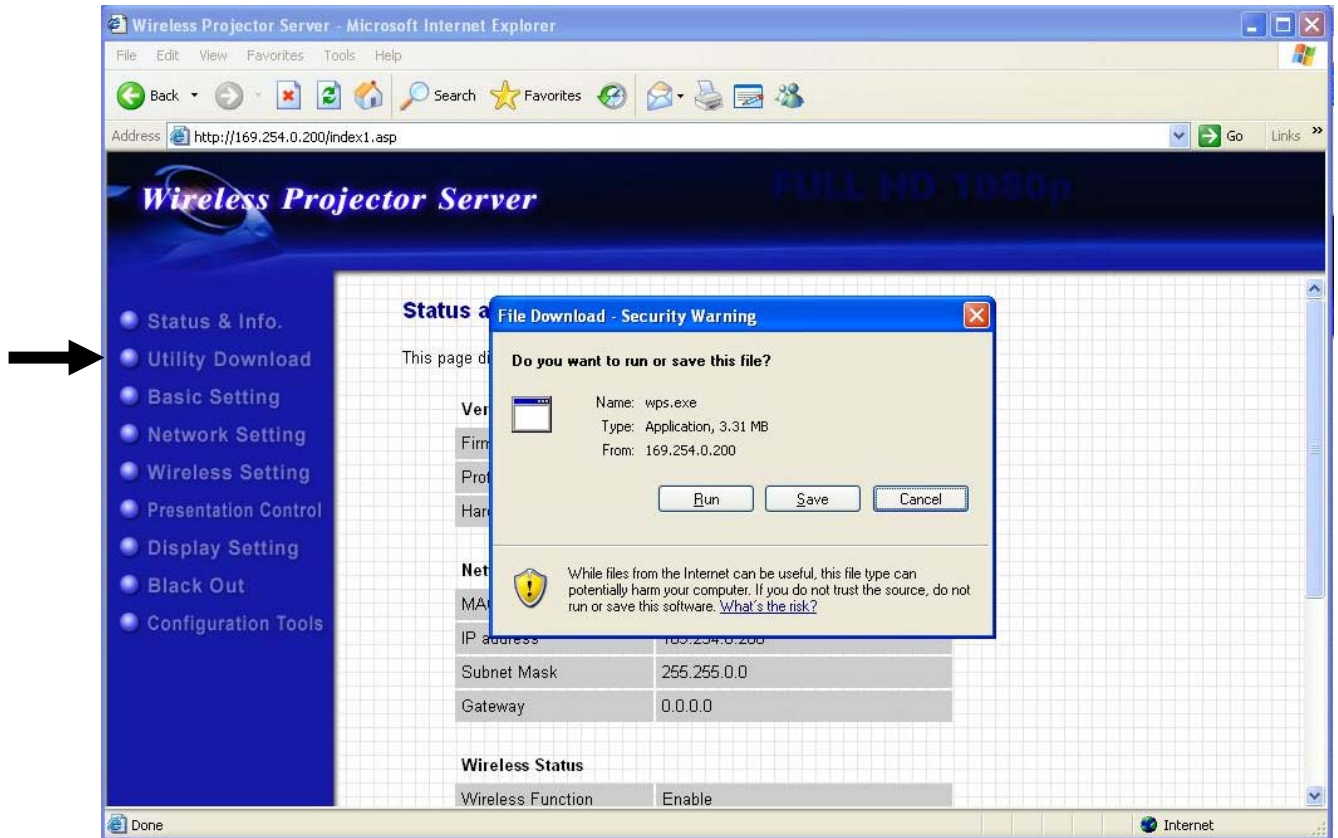 Wireless Projector Server - Microsoft Internet Explorer
File Edit View Favorites Tools Help
Back Search Favorites
Address http://169.254.0.200/index1.asp Go Links »
Wireless Projector Server FULL HD 1080p
Status & Info.
Utility Download
Basic Setting
Network Setting
Wireless Setting
Presentation Control
Display Setting
Black Out
Configuration Tools
Status a
This page di
Ver
Firm
Prot
Hard
Net
MA
IP address 169.254.0.200
Subnet Mask 255.255.0.0
Gateway 0.0.0.0
Wireless Status
Wireless Function Enable
File Download - Security Warning
Do you want to run or save this file?
Name: wps.exe
Type: Application, 3.31 MB
From: 169.254.0.200
Run Save Cancel
While files from the Internet can be useful, this file type can
potentially harm your computer. If you do not trust the source, do not
run or save this software. What's the risk?
Done Internet